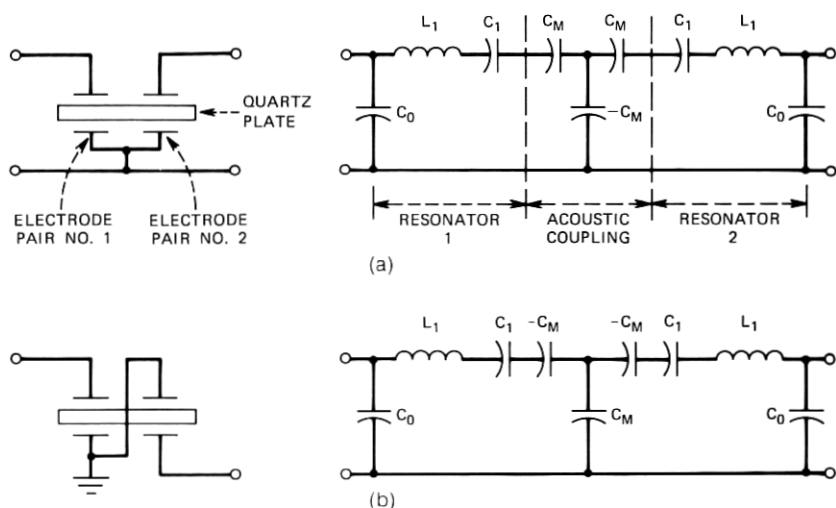 L1 C1 CM CM C1 L1
C0 -CM C0
QUARTZ
PLATE
ELECTRODE
PAIR NO. 1
ELECTRODE
PAIR NO. 2
RESONATOR
1
ACOUSTIC
COUPLING
RESONATOR
2
(a)
L1 C1 -CM -CM C1 L1
C0 CM C0
(b)